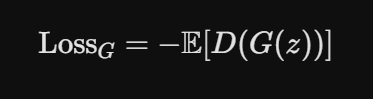 Loss_G = −𝔼[D(G(z))]